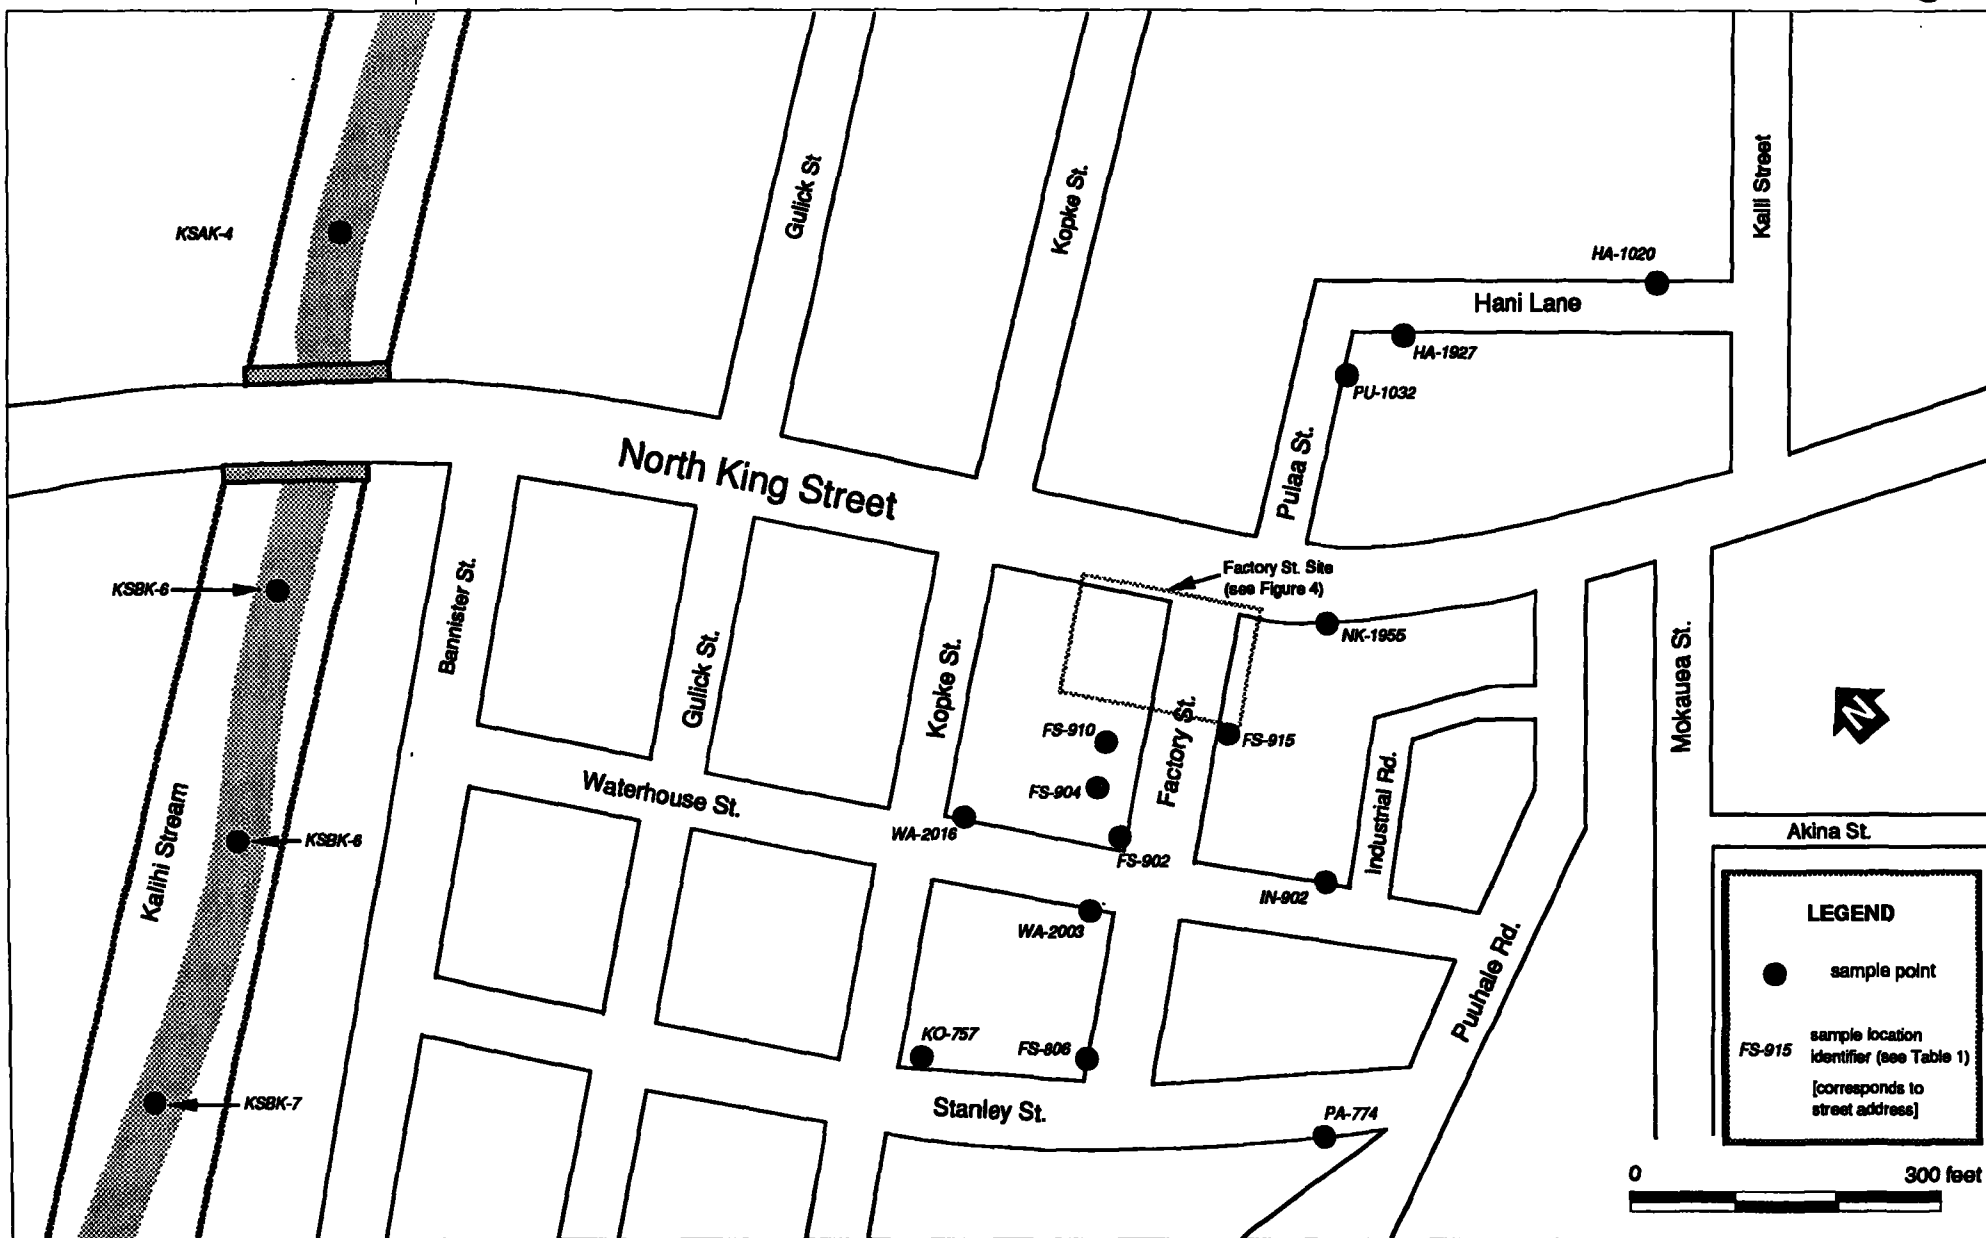 KSAK-4
Gulick St
Kopke St.
Kalli Street
HA-1020
Hani Lane
HA-1927
PU-1032
Pulaa St.
North King Street
Factory St. Site
(see Figure 4)
KSBK-6
Bannister St.
Gulick St.
Kopke St.
NK-1955
Mokauea St.
N
FS-910
Factory St.
FS-915
FS-904
Industrial Rd.
Waterhouse St.
WA-2016
FS-902
Akina St.
Kalihi Stream
KSBK-6
IN-902
WA-2003
Puuhale Rd.
LEGEND
sample point
FS-915
sample location
identifier (see Table 1)
[corresponds to
street address]
KO-757
FS-806
KSBK-7
Stanley St.
PA-774
0
300 feet